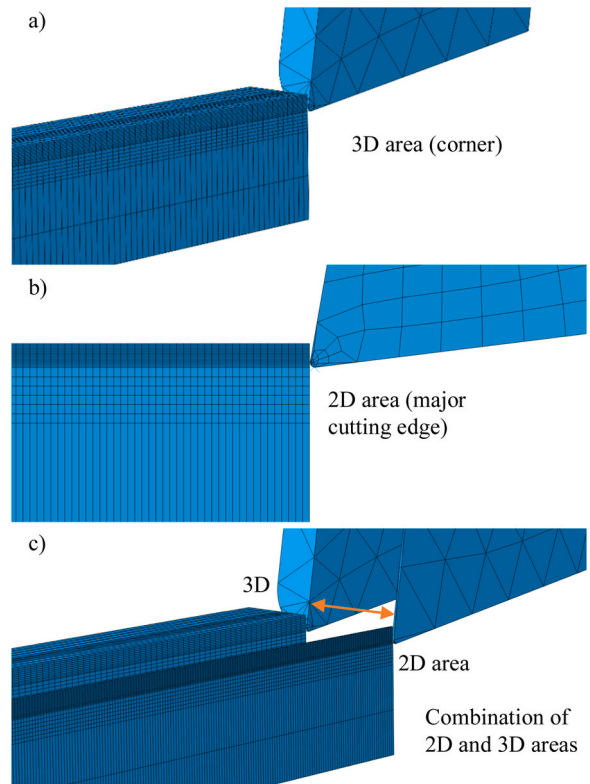 a)
3D area (corner)
b)
2D area (major
cutting edge)
c)
3D
2D area
Combination of
2D and 3D areas